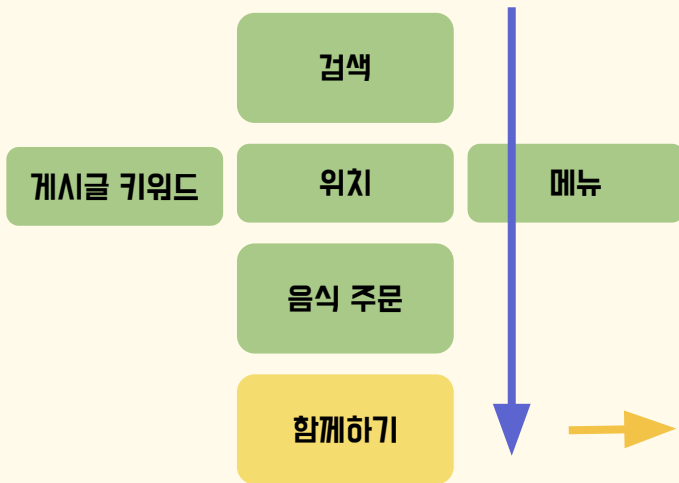 검색
게시글 키워드
위치
메뉴
음식 주문
함께하기